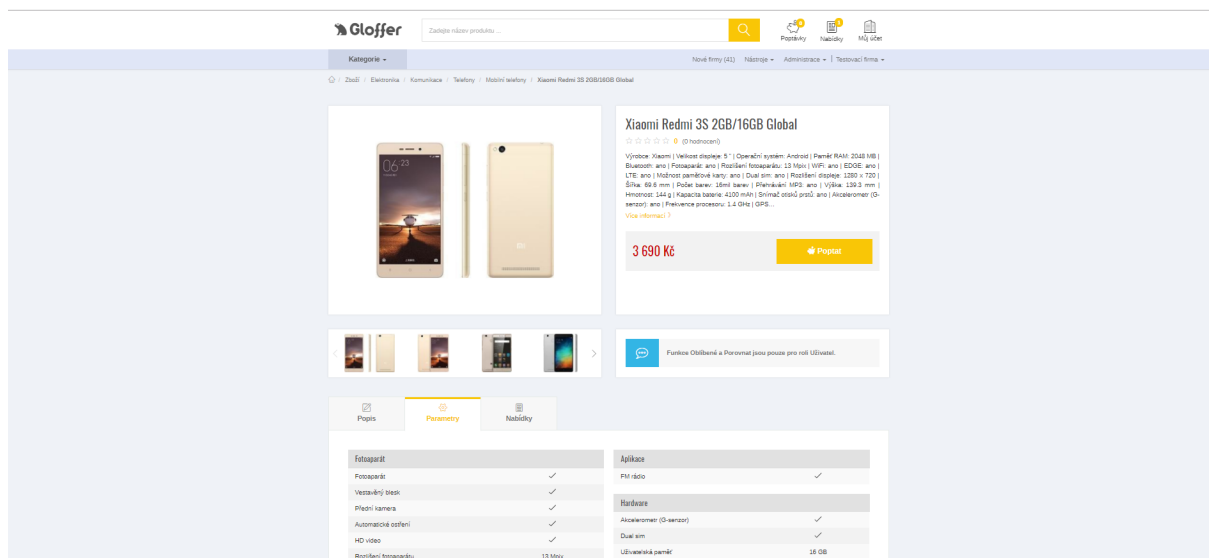 Gloffer
Zadejte název produktu ...
Poptávky
Nabídky
Můj účet
Kategorie
Nové firmy (41) Nástroje Administrace | Testovací firma
/ Zboží / Elektronika / Komunikace / Telefony / Mobilní telefony / Xiaomi Redmi 3S 2GB/16GB Global
06:23
Xiaomi Redmi 3S 2GB/16GB Global
0 (0 hodnocení)
Výrobce: Xiaomi | Velikost displeje: 5 " | Operační systém: Android | Paměť RAM: 2048 MB |
Bluetooth: ano | Fotoaparát: ano | Rozlišení fotoaparátu: 13 Mpix | WiFi: ano | EDGE: ano |
LTE: ano | Možnost paměťové karty: ano | Dual sim: ano | Rozlišení displeje: 1280 x 720 |
Šířka: 69.6 mm | Počet barev: 16mil barev | Přehrávání MP3: ano | Výška: 139.3 mm |
Hmotnost: 144 g | Kapacita baterie: 4100 mAh | Snímač otisků prstů: ano | Akcelerometr (G-
senzor): ano | Frekvence procesoru: 1.4 GHz | GPS...
Více informací
3 690 Kč
Poptat
Funkce Oblíbené a Porovnat jsou pouze pro roli Uživatel.
Popis
Parametry
Nabídky
Fotoaparát
Fotoaparát
Vestavěný blesk
Přední kamera
Automatické ostření
HD video
Rozlišení fotoaparátu 13 Mpix
Aplikace
FM rádio
Hardware
Akcelerometr (G-senzor)
Dual sim
Uživatelská paměť 16 GB